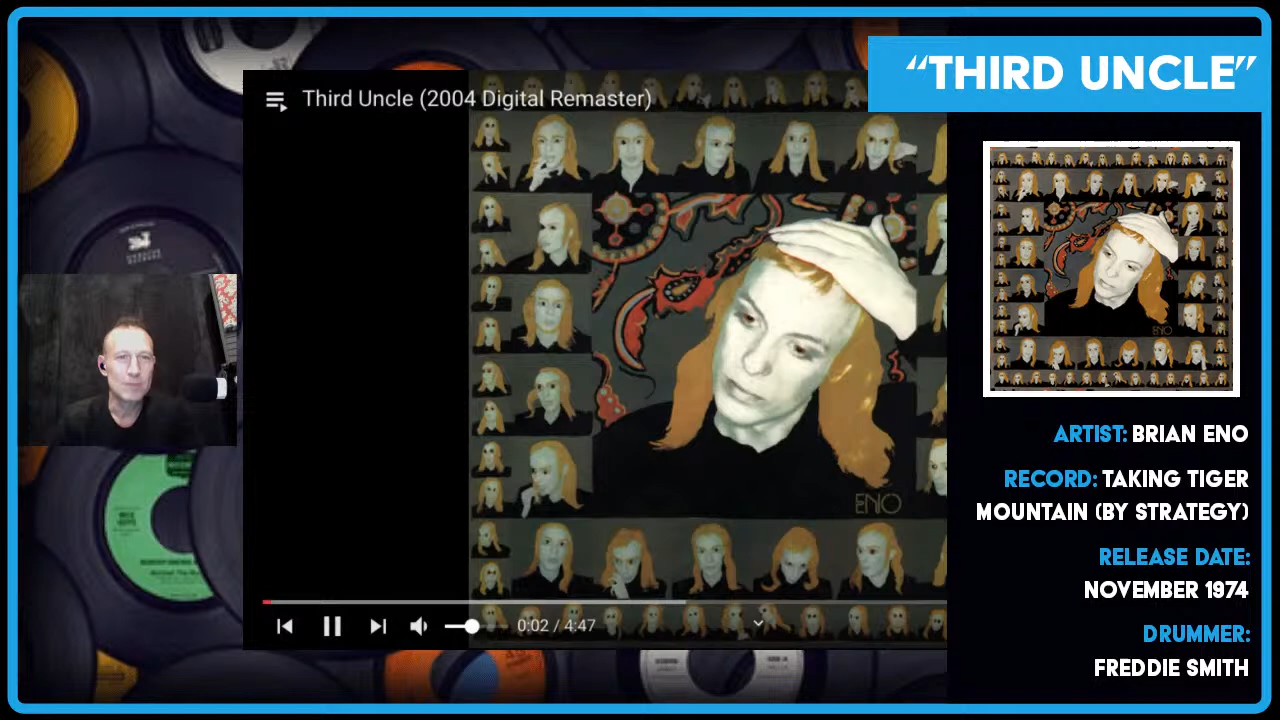 “THIRD UNCLE”
Third Uncle (2004 Digital Remaster)
ENO
0:02 / 4:47
ARTIST: BRIAN ENO
RECORD: TAKING TIGER
MOUNTAIN (BY STRATEGY)
RELEASE DATE:
NOVEMBER 1974
DRUMMER:
FREDDIE SMITH